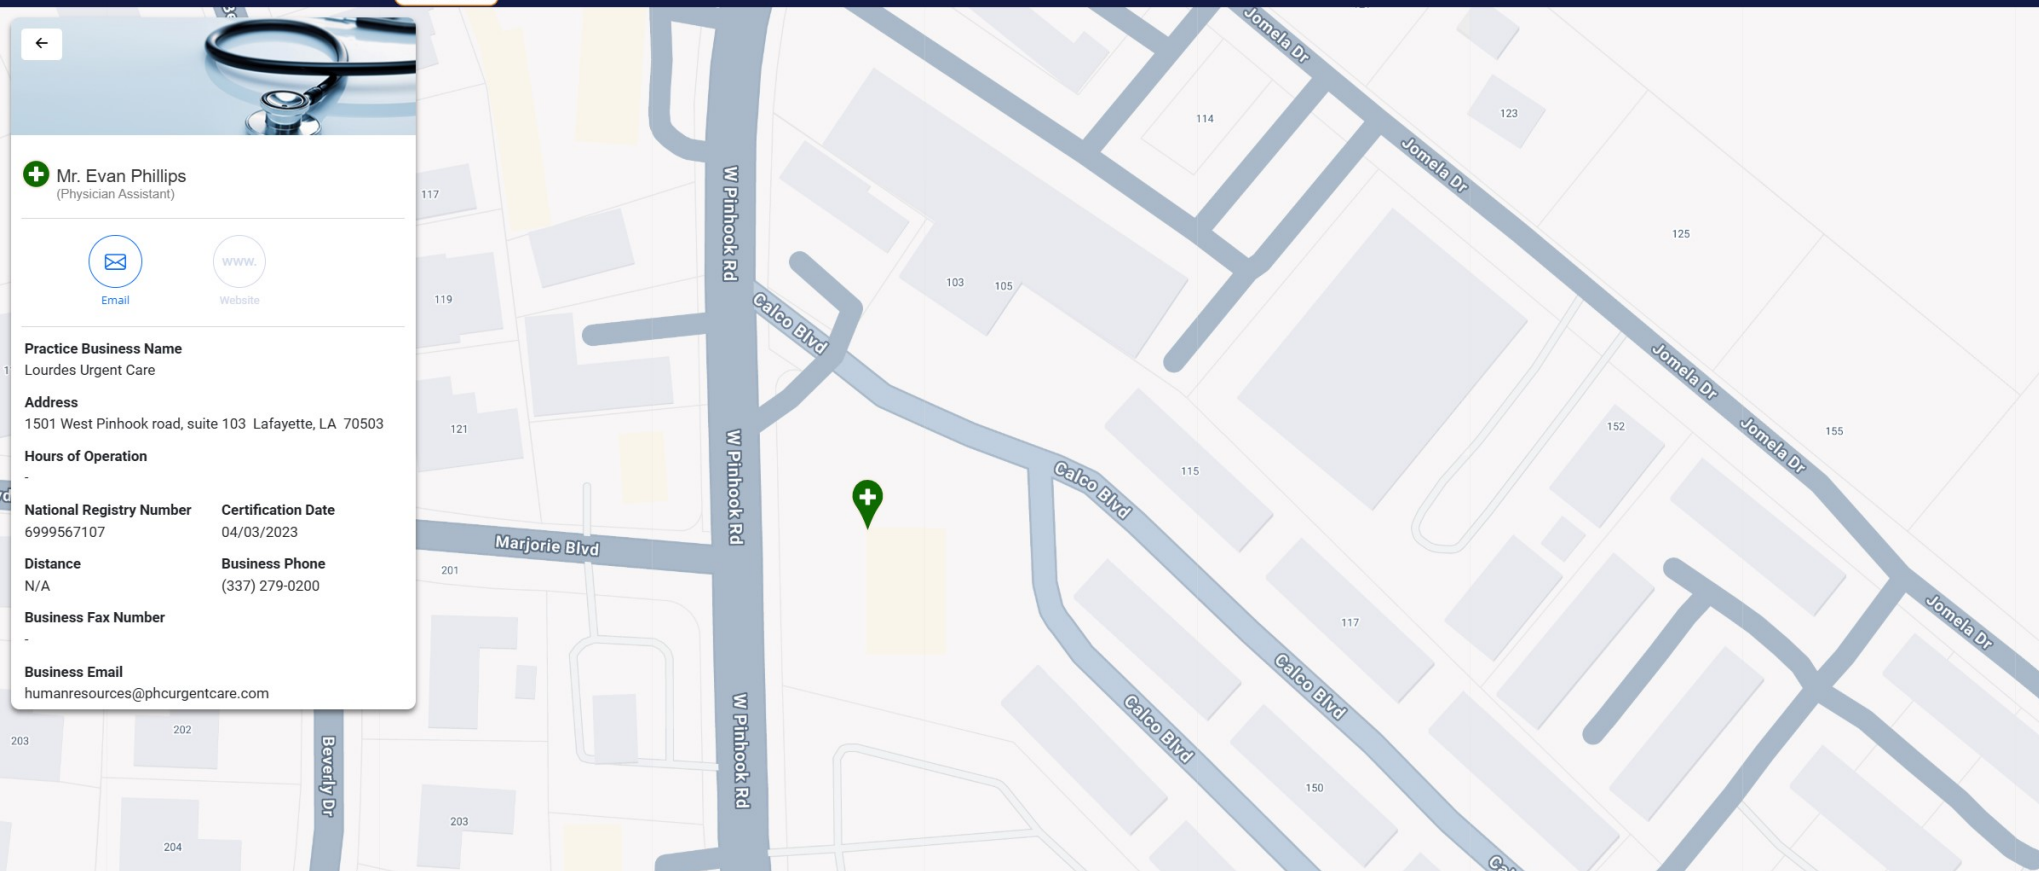 Mr. Evan Phillips
(Physician Assistant)
Email
www.
Website
Practice Business Name
Lourdes Urgent Care
Address
1501 West Pinhook road, suite 103 Lafayette, LA 70503
Hours of Operation
-
National Registry Number Certification Date
6999567107 04/03/2023
Distance Business Phone
N/A (337) 279-0200
Business Fax Number
-
Business Email
humanresources@phcurgentcare.com
117
119
121
201
203
202
204
203
Beverly Dr
Marjorie Blvd
W Pinhook Rd
W Pinhook Rd
W Pinhook Rd
Calco Blvd
Calco Blvd
Calco Blvd
Calco Blvd
103
105
114
123
125
115
117
150
152
155
Jomela Dr
Jomela Dr
Jomela Dr
Jomela Dr
Jomela Dr